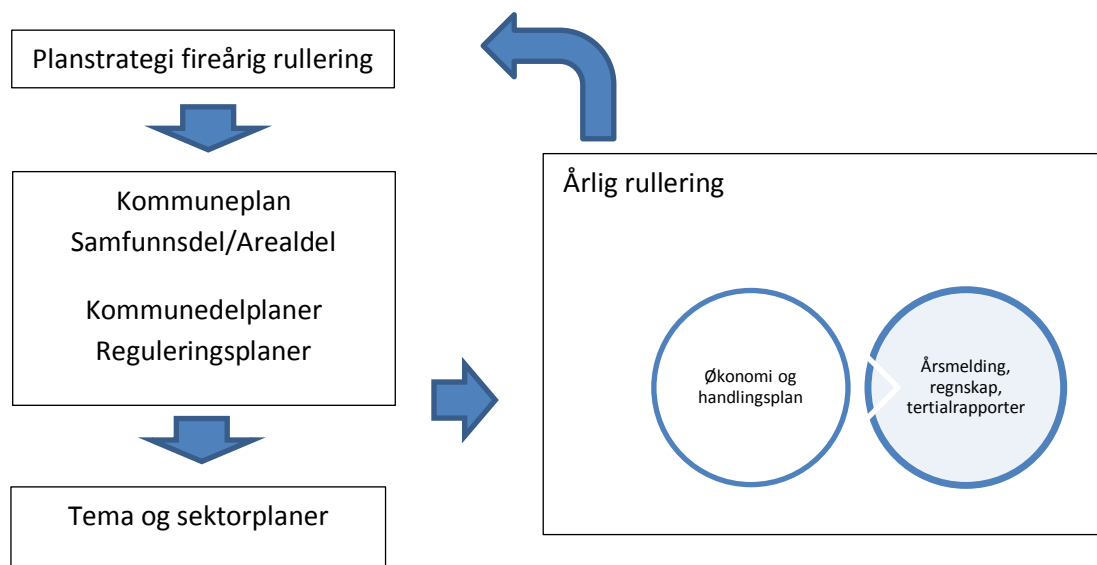 Planstrategi fireårig rullering
Kommuneplan
Samfunnsdel/Arealdel
Kommunedelplaner
Reguleringsplaner
Tema og sektorplaner
Årlig rullering
Økonomi og
handlingsplan
Årsmelding,
regnskap,
tertialrapporter